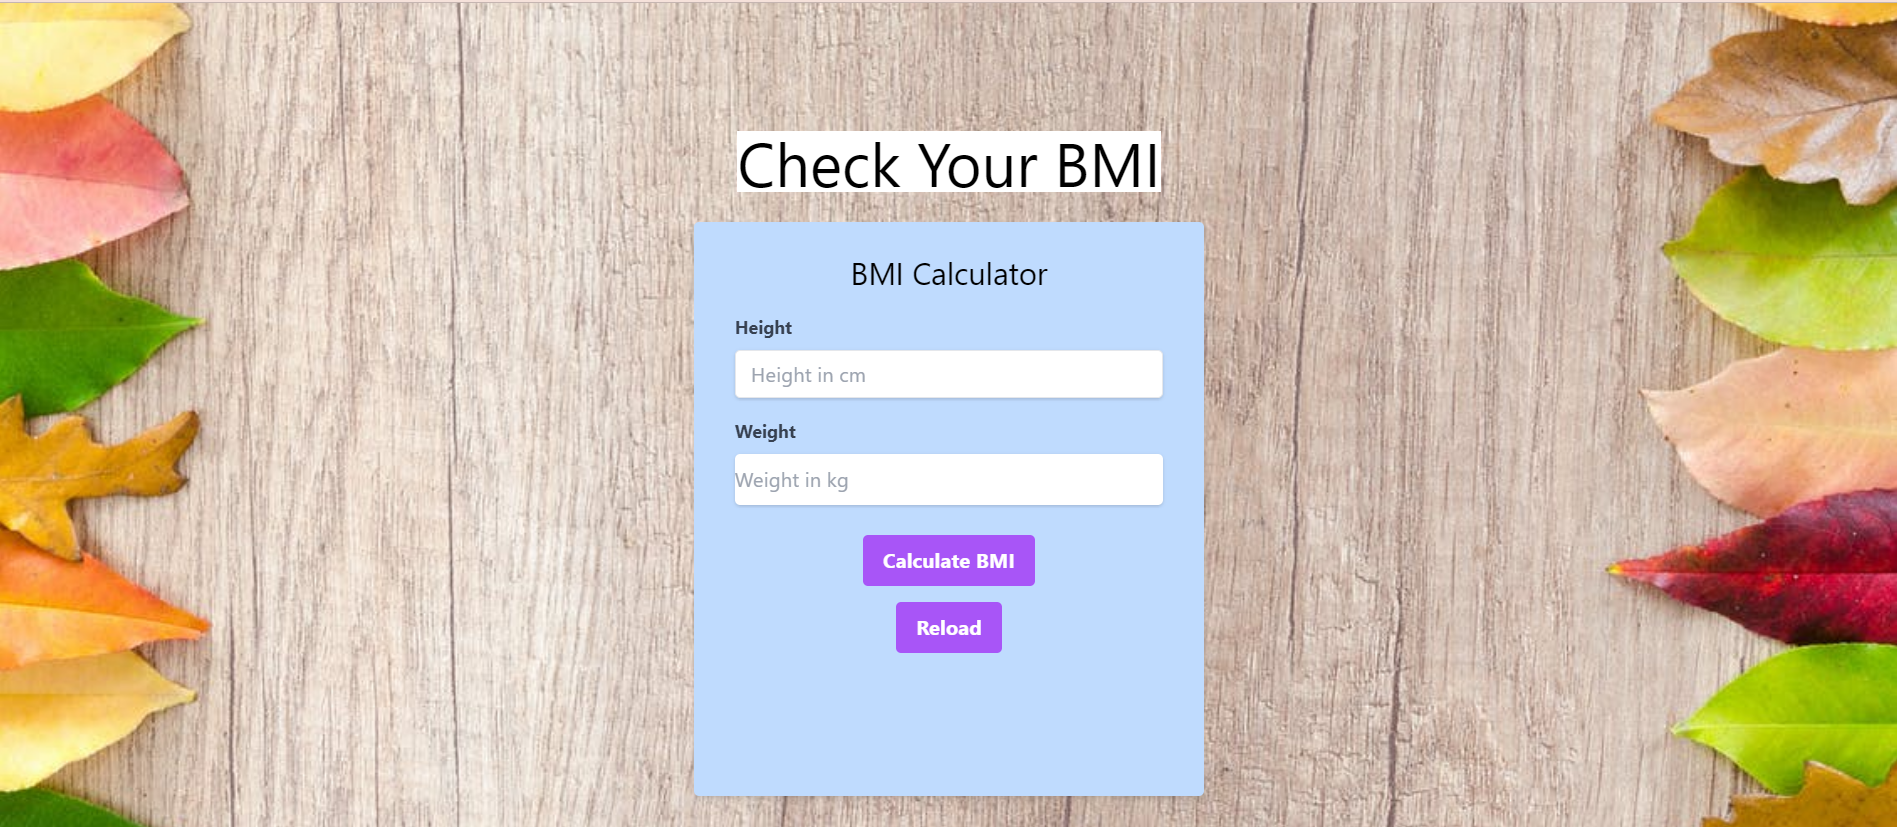 Check Your BMI
BMI Calculator
Height
Height in cm
Weight
Weight in kg
Calculate BMI
Reload